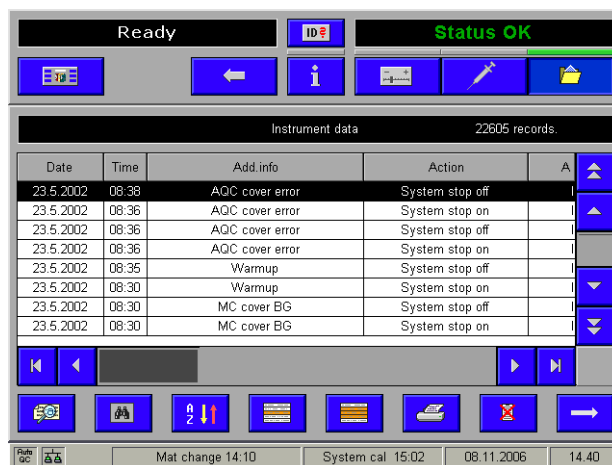 Ready
ID
Status OK
Instrument data 22605 records.
Date Time Add.info Action A
23.5.2002 08:38 AQC cover error System stop off I
23.5.2002 08:36 AQC cover error System stop on I
23.5.2002 08:36 AQC cover error System stop off I
23.5.2002 08:36 AQC cover error System stop on I
23.5.2002 08:35 Warmup System stop off I
23.5.2002 08:30 Warmup System stop on I
23.5.2002 08:30 MC cover BG System stop off I
23.5.2002 08:30 MC cover BG System stop on I
A
Z
Auto
QC Mat change 14:10 System cal 15:02 08.11.2006 14.40